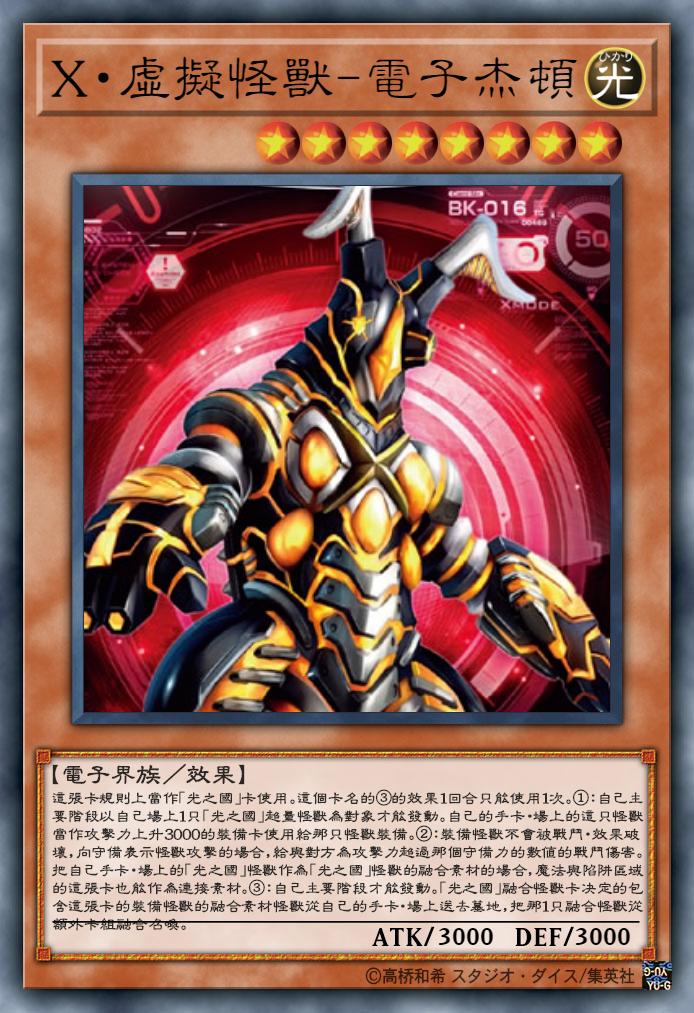 X・虛擬怪獸-電子杰頓
ひかり
光
BK-016
00483
50
XMODE
【電子界族／效果】
這張卡規則上當作「光之國」卡使用。這個卡名的③的效果1回合只能使用1次。①:自己主
要階段以自己場上1只「光之國」超量怪獸為對象才能發動。自己的手卡・場上的這只怪獸
當作攻擊力上升3000的裝備卡使用給那只怪獸裝備。②:裝備怪獸不會被戰鬥・效果破
壞,向守備表示怪獸攻擊的場合,給與對方為攻擊力超過那個守備力的數值的戰鬥傷害。
把自己手卡・場上的「光之國」怪獸作為「光之國」怪獸的融合素材的場合,魔法與陷阱區域
的這張卡也能作為連接素材。③:自己主要階段才能發動。「光之國」融合怪獸卡決定的包
含這張卡的裝備怪獸的融合素材怪獸從自己的手卡・場上送去墓地,把那1只融合怪獸從
額外卡組融合召喚。
ATK/3000 DEF/3000
©高桥和希 スタジオ・ダイス/集英社
YU-G